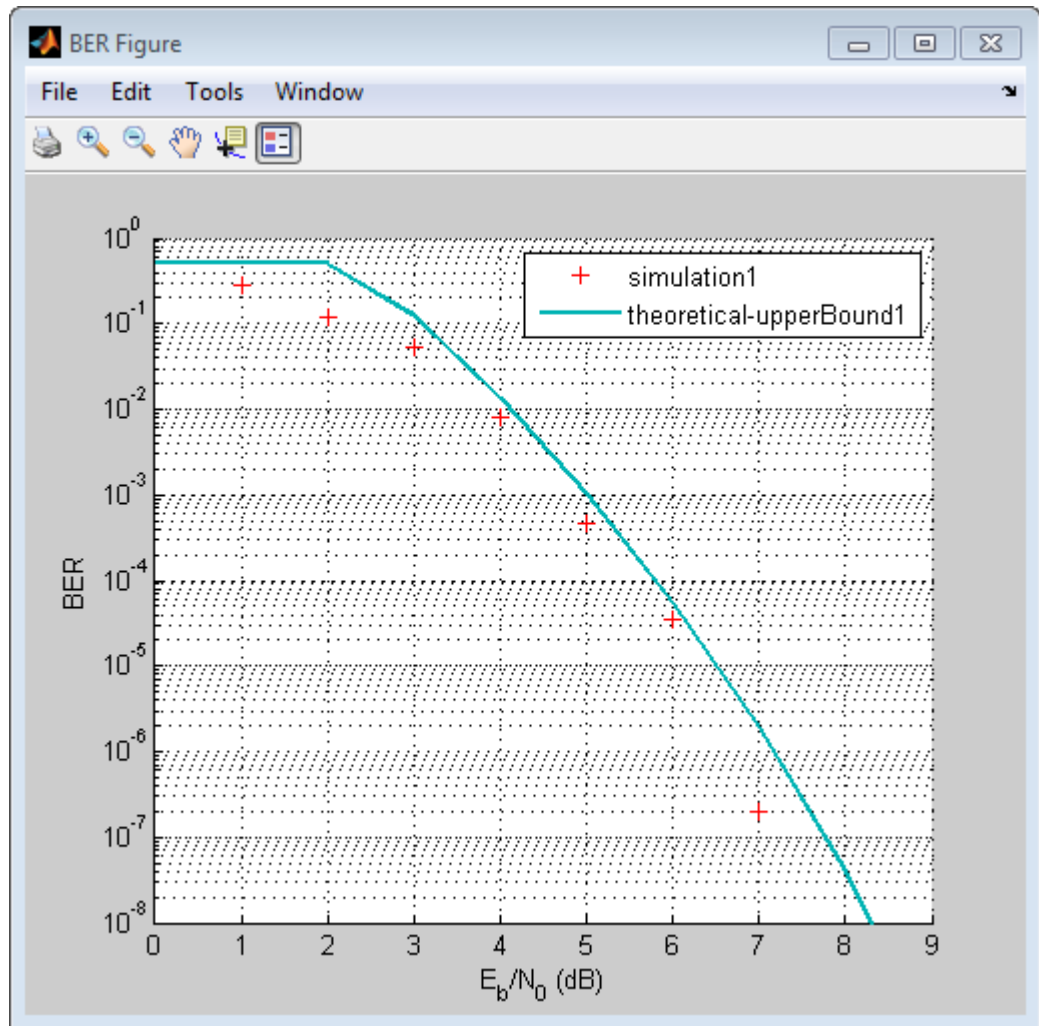 BER Figure
File Edit Tools Window
simulation1
theoretical-upperBound1
10^0
10^-1
10^-2
10^-3
10^-4
10^-5
10^-6
10^-7
10^-8
BER
0 1 2 3 4 5 6 7 8 9
E_b/N_0 (dB)